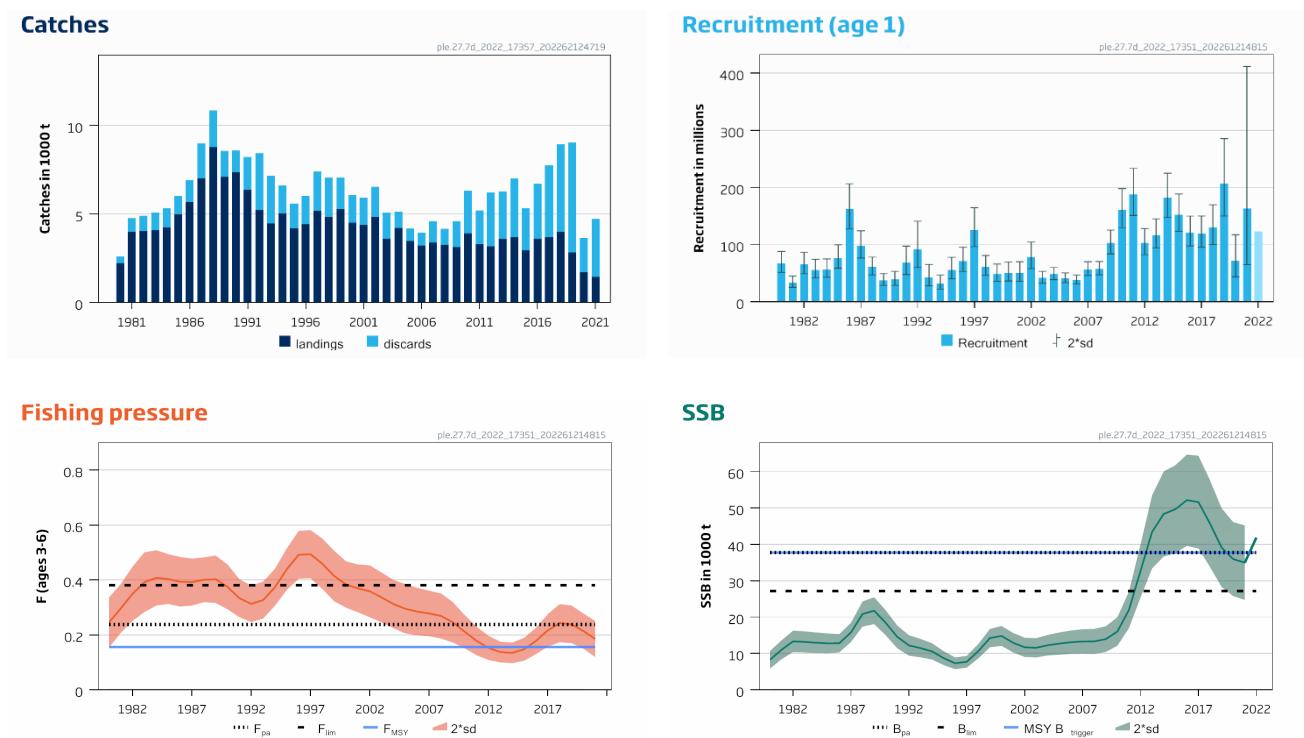 Catches
ple.27.7d_2022_17357_202262124719
Catches in 1000 t
10
5
0
1981 1986 1991 1996 2001 2006 2011 2016 2021
landings discards
Recruitment (age 1)
ple.27.7d_2022_17351_202261214815
Recruitment in millions
400
300
200
100
0
1982 1987 1992 1997 2002 2007 2012 2017 2022
Recruitment 2*sd
Fishing pressure
ple.27.7d_2022_17351_202261214815
F (ages 3-6)
0.8
0.6
0.4
0.2
0
1982 1987 1992 1997 2002 2007 2012 2017
Fpa Flim FMSY 2*sd
SSB
ple.27.7d_2022_17351_202261214815
SSB in 1000 t
60
50
40
30
20
10
0
1982 1987 1992 1997 2002 2007 2012 2017 2022
Bpa Blim MSY B trigger 2*sd